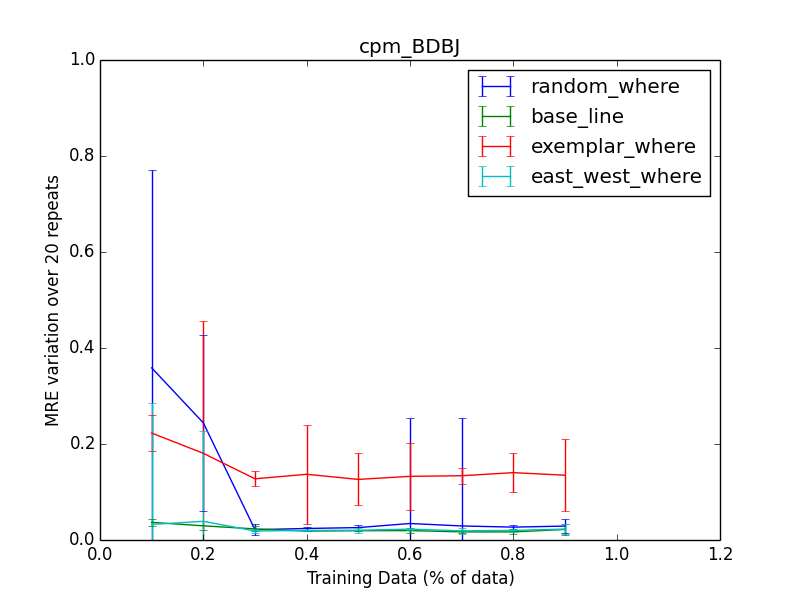 cpm_BDBJ
random_where
base_line
exemplar_where
east_west_where
MRE variation over 20 repeats
1.0
0.8
0.6
0.4
0.2
0.0
0.0 0.2 0.4 0.6 0.8 1.0 1.2
Training Data (% of data)